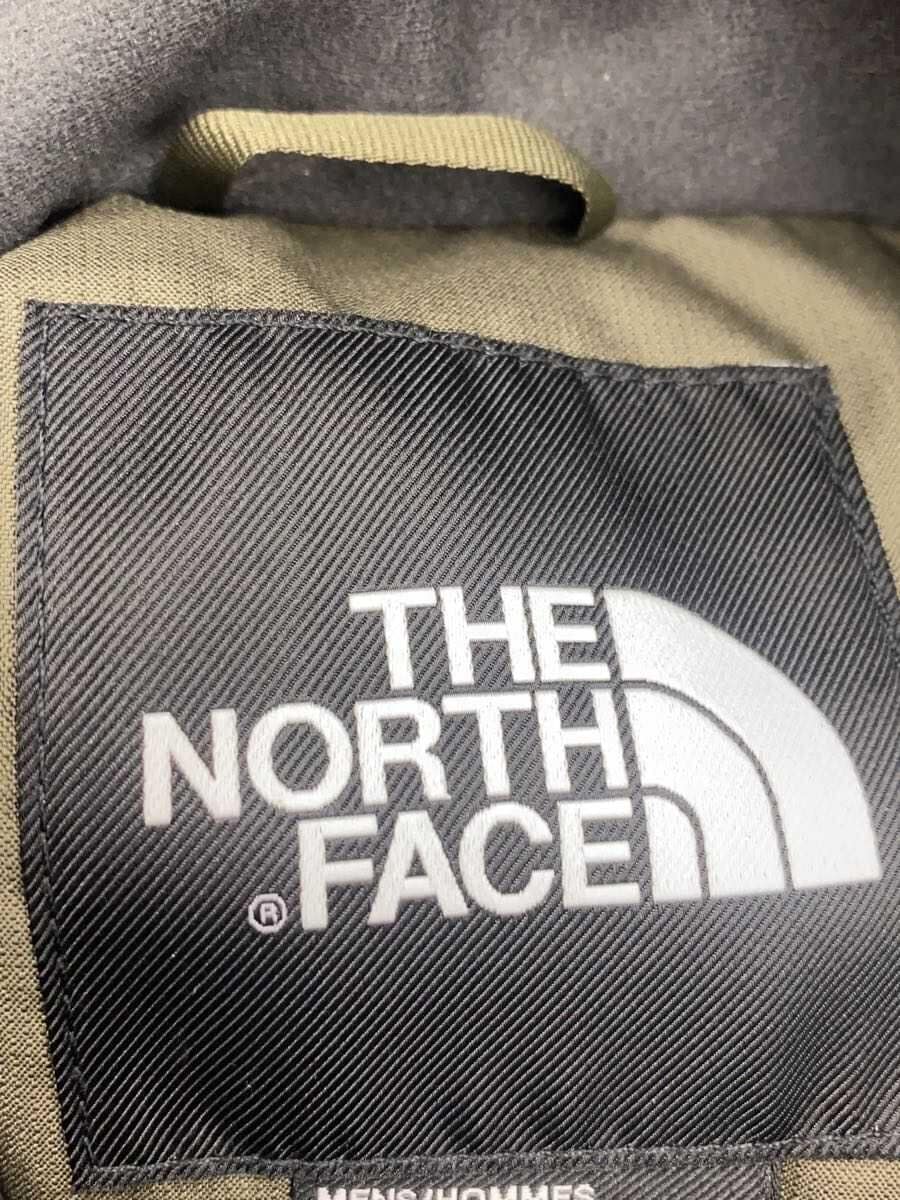 THE
NORTH
® FACE
MENS/HOMMES